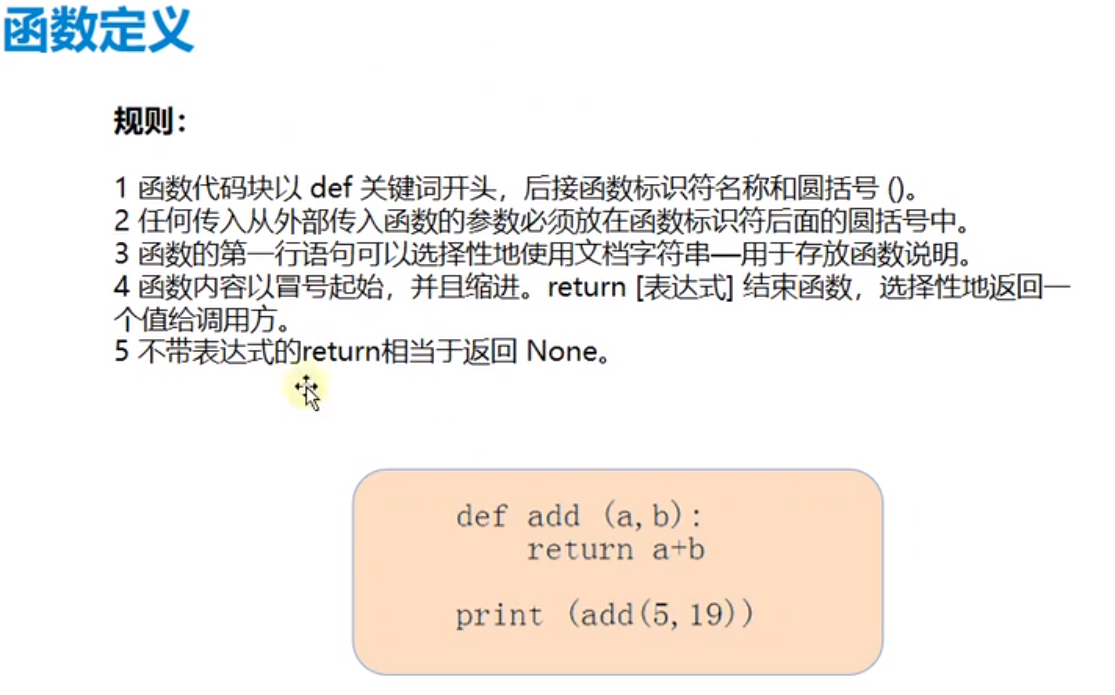 函数定义
规则：
1 函数代码块以 def 关键词开头，后接函数标识符名称和圆括号 ()。
2 任何传入从外部传入函数的参数必须放在函数标识符后面的圆括号中。
3 函数的第一行语句可以选择性地使用文档字符串—用于存放函数说明。
4 函数内容以冒号起始，并且缩进。return [表达式] 结束函数，选择性地返回一
个值给调用方。
5 不带表达式的return相当于返回 None。
def add (a,b):
    return a+b
print (add(5,19))